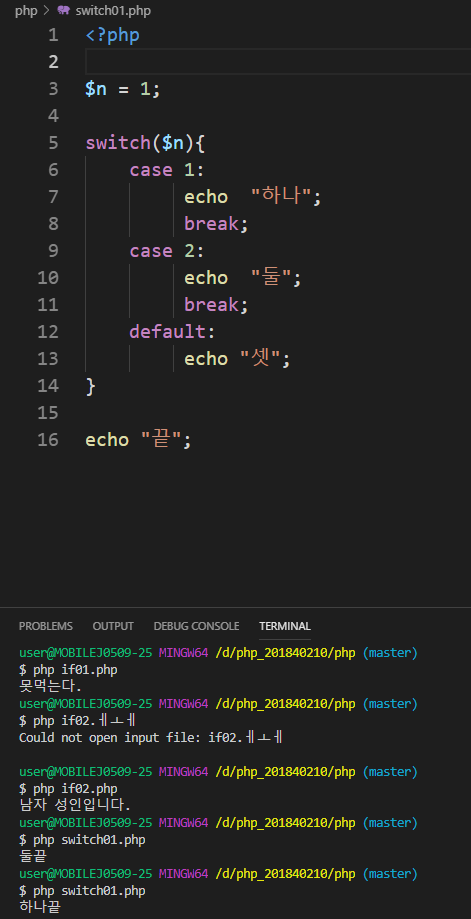 php > switch01.php
1 <?php
2
3 $n = 1;
4
5 switch($n){
6 case 1:
7 echo  "하나";
8 break;
9 case 2:
10 echo  "둘";
11 break;
12 default:
13 echo "셋";
14 }
15
16 echo "끝";
PROBLEMS OUTPUT DEBUG CONSOLE TERMINAL
user@MOBILEJ0509-25 MINGW64 /d/php_201840210/php (master)
$ php if01.php
못먹는다.
user@MOBILEJ0509-25 MINGW64 /d/php_201840210/php (master)
$ php if02.ㅔㅗㅔ
Could not open input file: if02.ㅔㅗㅔ
user@MOBILEJ0509-25 MINGW64 /d/php_201840210/php (master)
$ php if02.php
남자 성인입니다.
user@MOBILEJ0509-25 MINGW64 /d/php_201840210/php (master)
$ php switch01.php
둘끝
user@MOBILEJ0509-25 MINGW64 /d/php_201840210/php (master)
$ php switch01.php
하나끝